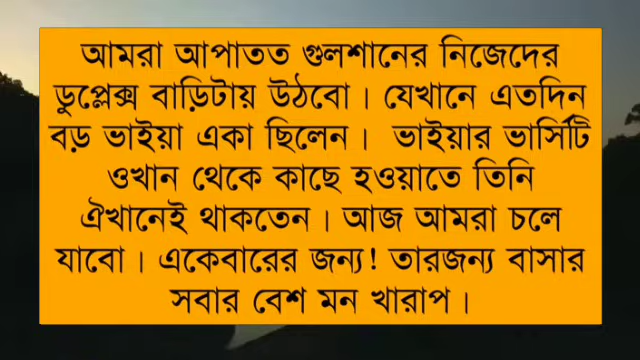 আমরা আপাতত গুলশানের নিজেদের
ডুপ্লেক্স বাড়িটায় উঠবো। যেখানে এতদিন
বড় ভাইয়া একা ছিলেন। ভাইয়ার ভার্সিটি
ওখান থেকে কাছে হওয়াতে তিনি
ঐখানেই থাকতেন। আজ আমরা চলে
যাবো। একেবারের জন্য! তারজন্য বাসার
সবার বেশ মন খারাপ।